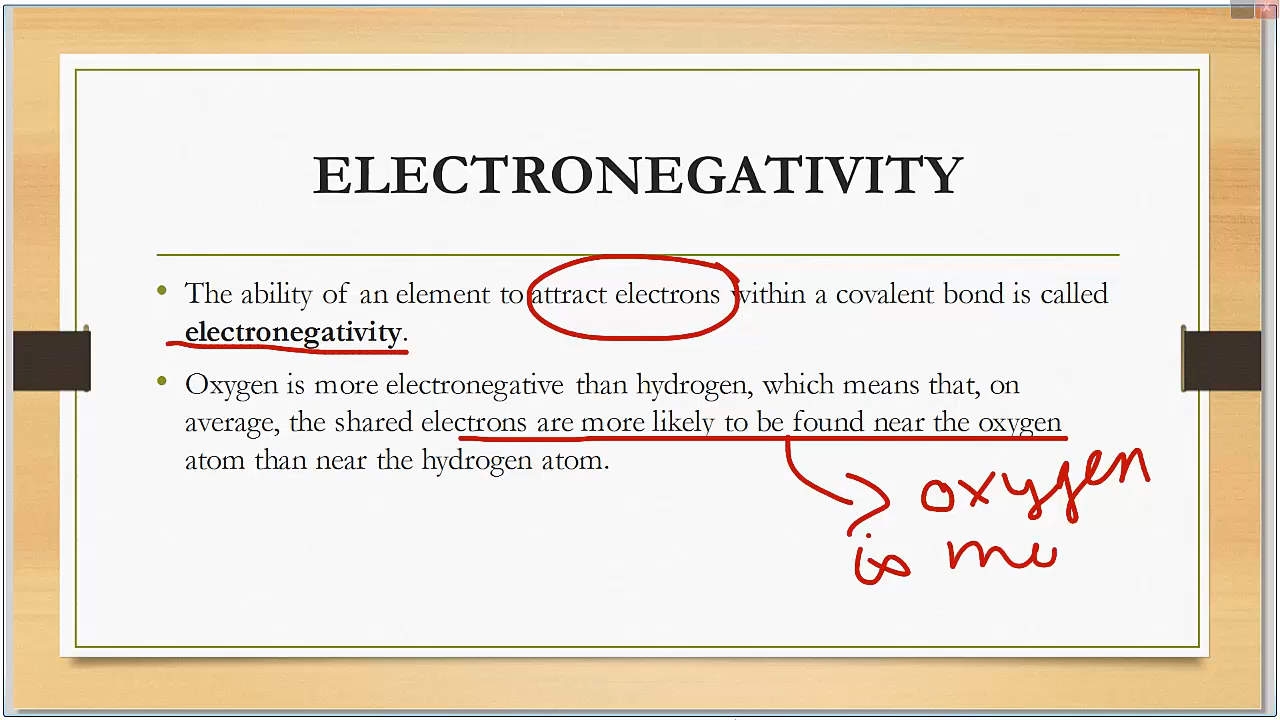 ELECTRONEGATIVITY
• The ability of an element to attract electrons within a covalent bond is called
electronegativity.
• Oxygen is more electronegative than hydrogen, which means that, on
average, the shared electrons are more likely to be found near the oxygen
atom than near the hydrogen atom.
oxygen
is mo